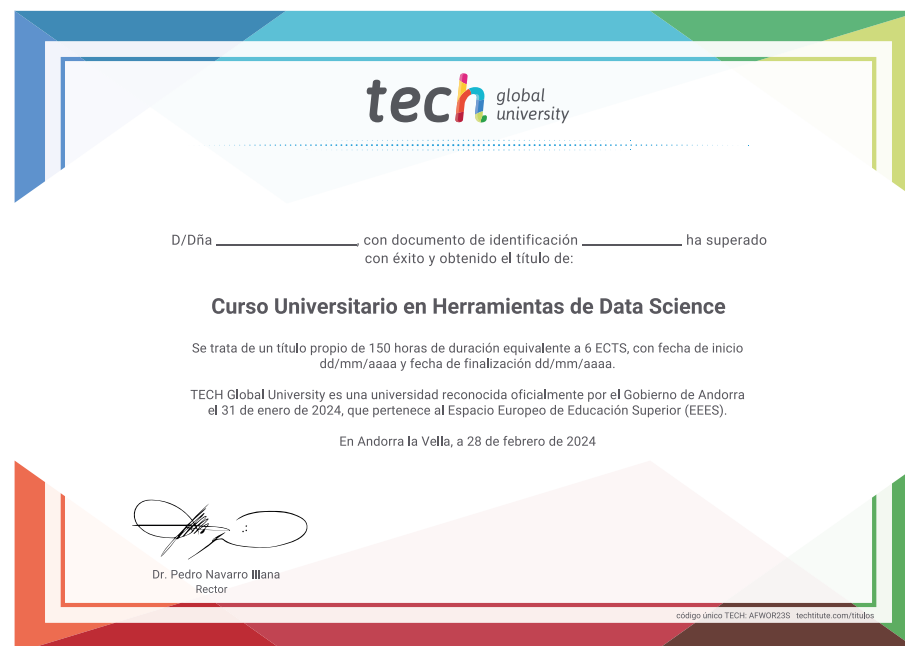 tech global
university
D/Dña , con documento de identificación ha superado
con éxito y obtenido el título de:
Curso Universitario en Herramientas de Data Science
Se trata de un título propio de 150 horas de duración equivalente a 6 ECTS, con fecha de inicio
dd/mm/aaaa y fecha de finalización dd/mm/aaaa.
TECH Global University es una universidad reconocida oficialmente por el Gobierno de Andorra
el 31 de enero de 2024, que pertenece al Espacio Europeo de Educación Superior (EEES).
En Andorra la Vella, a 28 de febrero de 2024
Dr. Pedro Navarro Illana
Rector
código único TECH: AFWOR23S techtitute.com/titulos